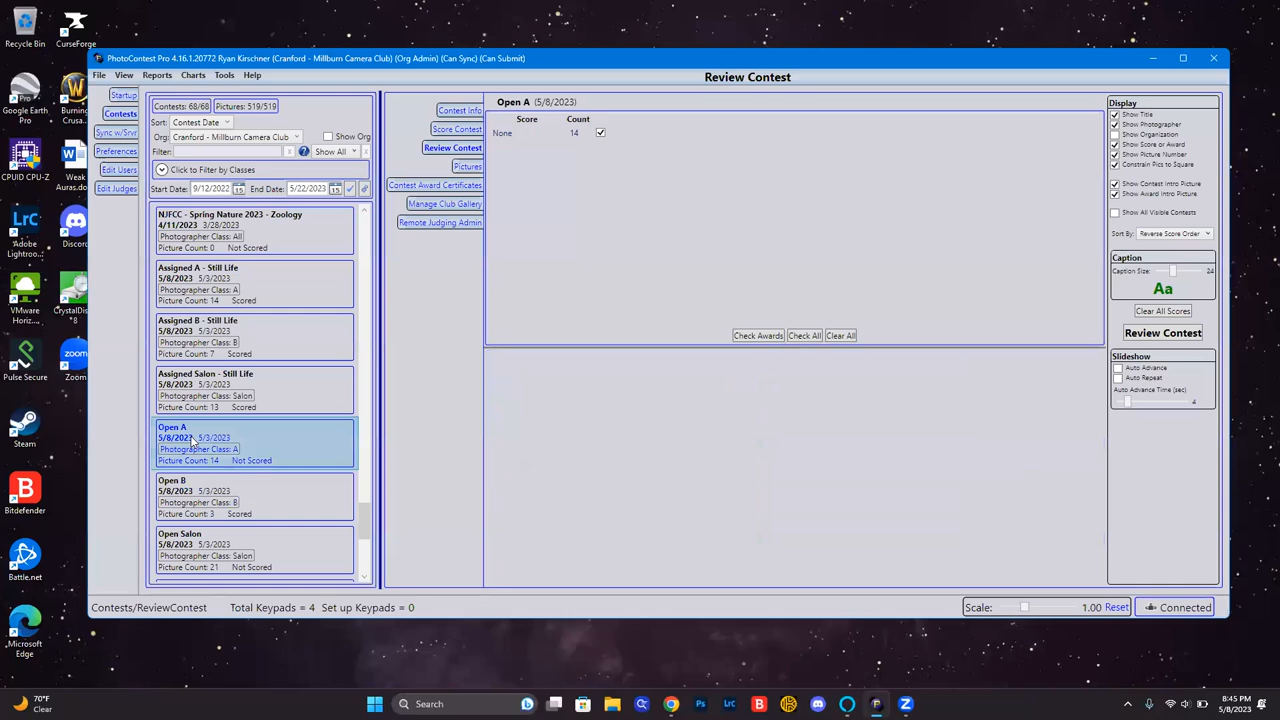 Recycle Bin
CurseForge
Google Earth
Pro
Burning
Crusa...
CPUID CPU-Z
Weak
Auras.do...
Adobe
Lightroo...
Discord
VMware
Horiz...
CrystalDis...
*8
Pulse Secure
Zoom
Steam
Bitdefender
Battle.net
Microsoft
Edge
PhotoContest Pro 4.16.1.20772 Ryan Kirschner (Cranford - Millburn Camera Club) (Org Admin) (Can Sync) (Can Submit)
File View Reports Charts Tools Help
Review Contest
Startup
Contests
Sync w/Srvr
Preferences
Edit Users
Edit Judges
Contests: 68/68 Pictures: 519/519
Sort: Contest Date
Org: Cranford - Millburn Camera Club Show Org
Filter: x ? Show All
Click to Filter by Classes
Start Date: 9/12/2022 15 End Date: 5/22/2023 15
NJFCC - Spring Nature 2023 - Zoology
4/11/2023 3/28/2023
Photographer Class: All
Picture Count: 0 Not Scored
Assigned A - Still Life
5/8/2023 5/3/2023
Photographer Class: A
Picture Count: 14 Scored
Assigned B - Still Life
5/8/2023 5/3/2023
Photographer Class: B
Picture Count: 7 Scored
Assigned Salon - Still Life
5/8/2023 5/3/2023
Photographer Class: Salon
Picture Count: 13 Scored
Open A
5/8/2023 5/3/2023
Photographer Class: A
Picture Count: 14 Not Scored
Open B
5/8/2023 5/3/2023
Photographer Class: B
Picture Count: 3 Scored
Open Salon
5/8/2023 5/3/2023
Photographer Class: Salon
Picture Count: 21 Not Scored
Contest Info
Score Contest
Review Contest
Pictures
Contest Award Certificates
Manage Club Gallery
Remote Judging Admin
Open A (5/8/2023)
Score Count
None 14
Check Awards Check All Clear All
Display
Show Title
Show Photographer
Show Organization
Show Score or Award
Show Picture Number
Constrain Pics to Square
Show Contest Intro Picture
Show Award Intro Picture
Show All Visible Contests
Sort By: Reverse Score Order
Caption
Caption Size: 24
Aa
Clear All Scores
Review Contest
Slideshow
Auto Advance
Auto Repeat
Auto Advance Time (sec)
4
Contests/ReviewContest Total Keypads = 4 Set up Keypads = 0
Scale: 1.00 Reset Connected
70°F
Clear
Search
8:45 PM
5/8/2023